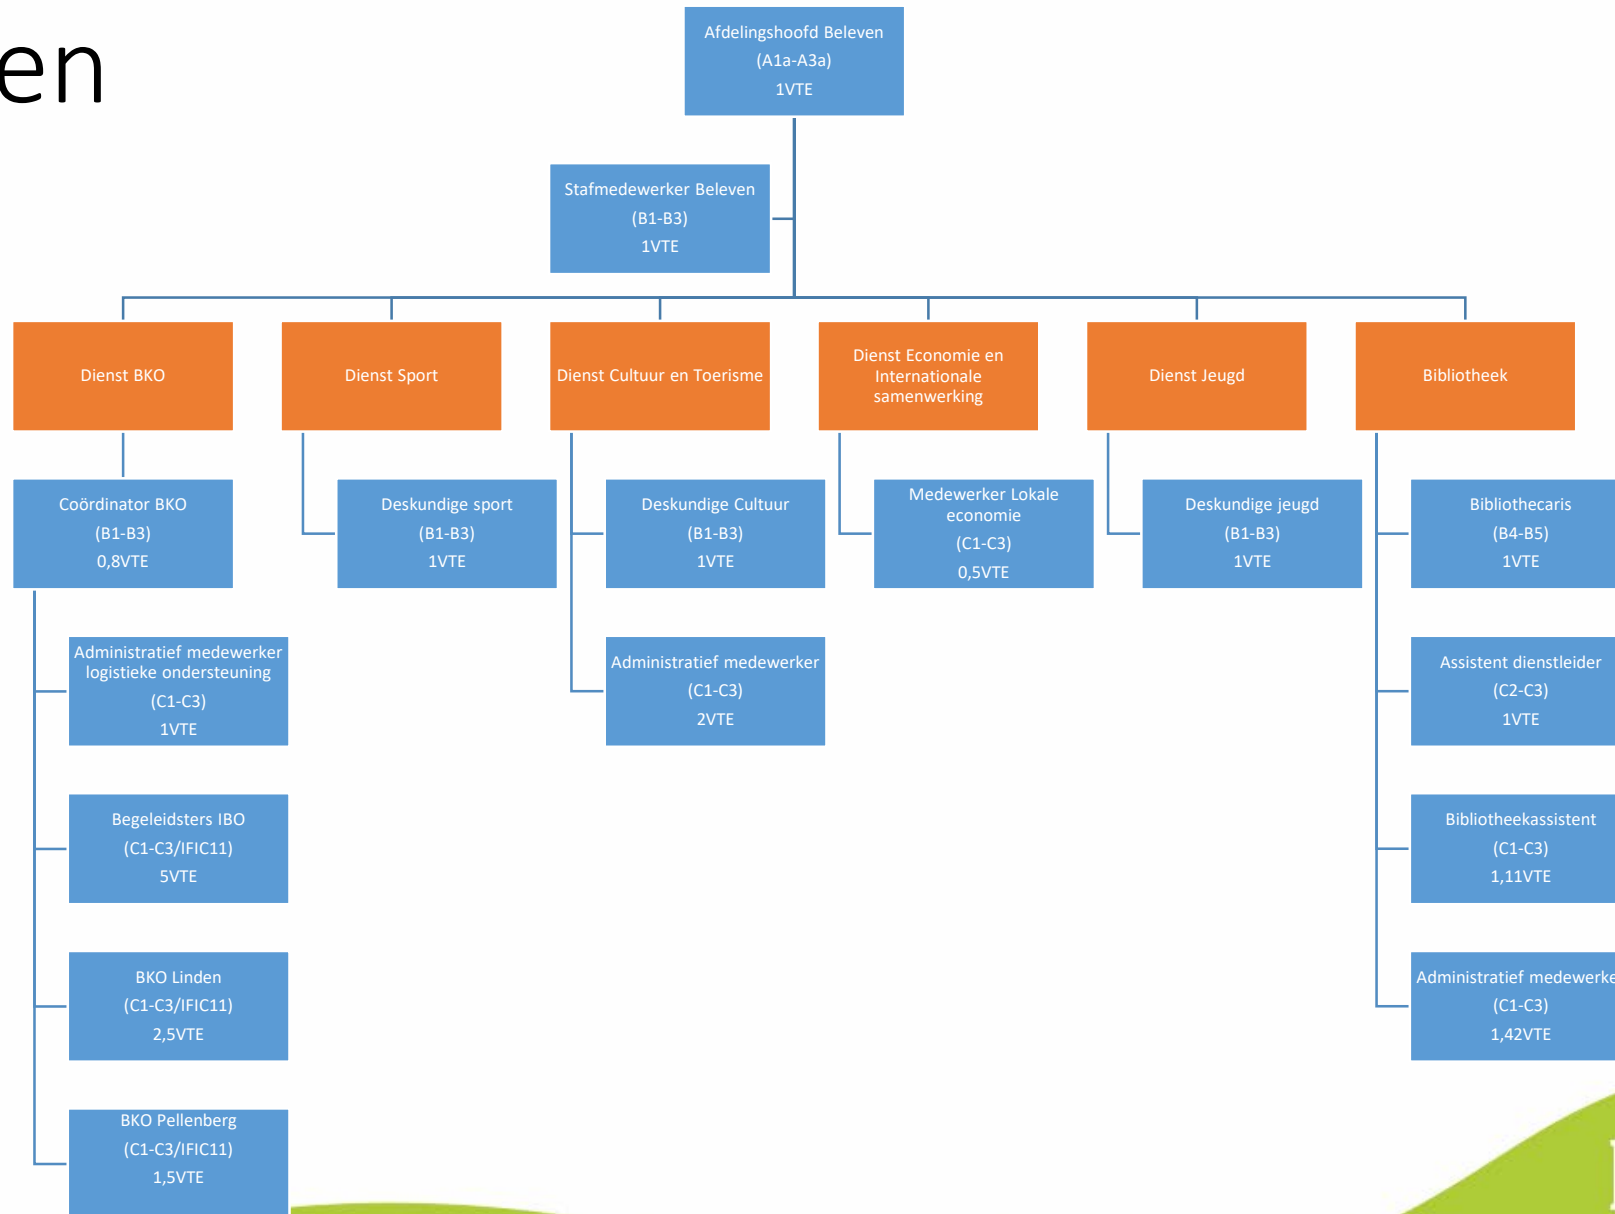 en
Afdelingshoofd Beleven
(A1a-A3a)
1VTE
Stafmedewerker Beleven
(B1-B3)
1VTE
Dienst BKO
Dienst Sport
Dienst Cultuur en Toerisme
Dienst Economie en
Internationale
samenwerking
Dienst Jeugd
Bibliotheek
Coördinator BKO
(B1-B3)
0,8VTE
Deskundige sport
(B1-B3)
1VTE
Deskundige Cultuur
(B1-B3)
1VTE
Medewerker Lokale
economie
(C1-C3)
0,5VTE
Deskundige jeugd
(B1-B3)
1VTE
Bibliothecaris
(B4-B5)
1VTE
Administratief medewerker
logistieke ondersteuning
(C1-C3)
1VTE
Administratief medewerker
(C1-C3)
2VTE
Assistent dienstleider
(C2-C3)
1VTE
Begeleidsters IBO
(C1-C3/IFIC11)
5VTE
Bibliotheekassistent
(C1-C3)
1,11VTE
BKO Linden
(C1-C3/IFIC11)
2,5VTE
Administratief medewerke
(C1-C3)
1,42VTE
BKO Pellenberg
(C1-C3/IFIC11)
1,5VTE